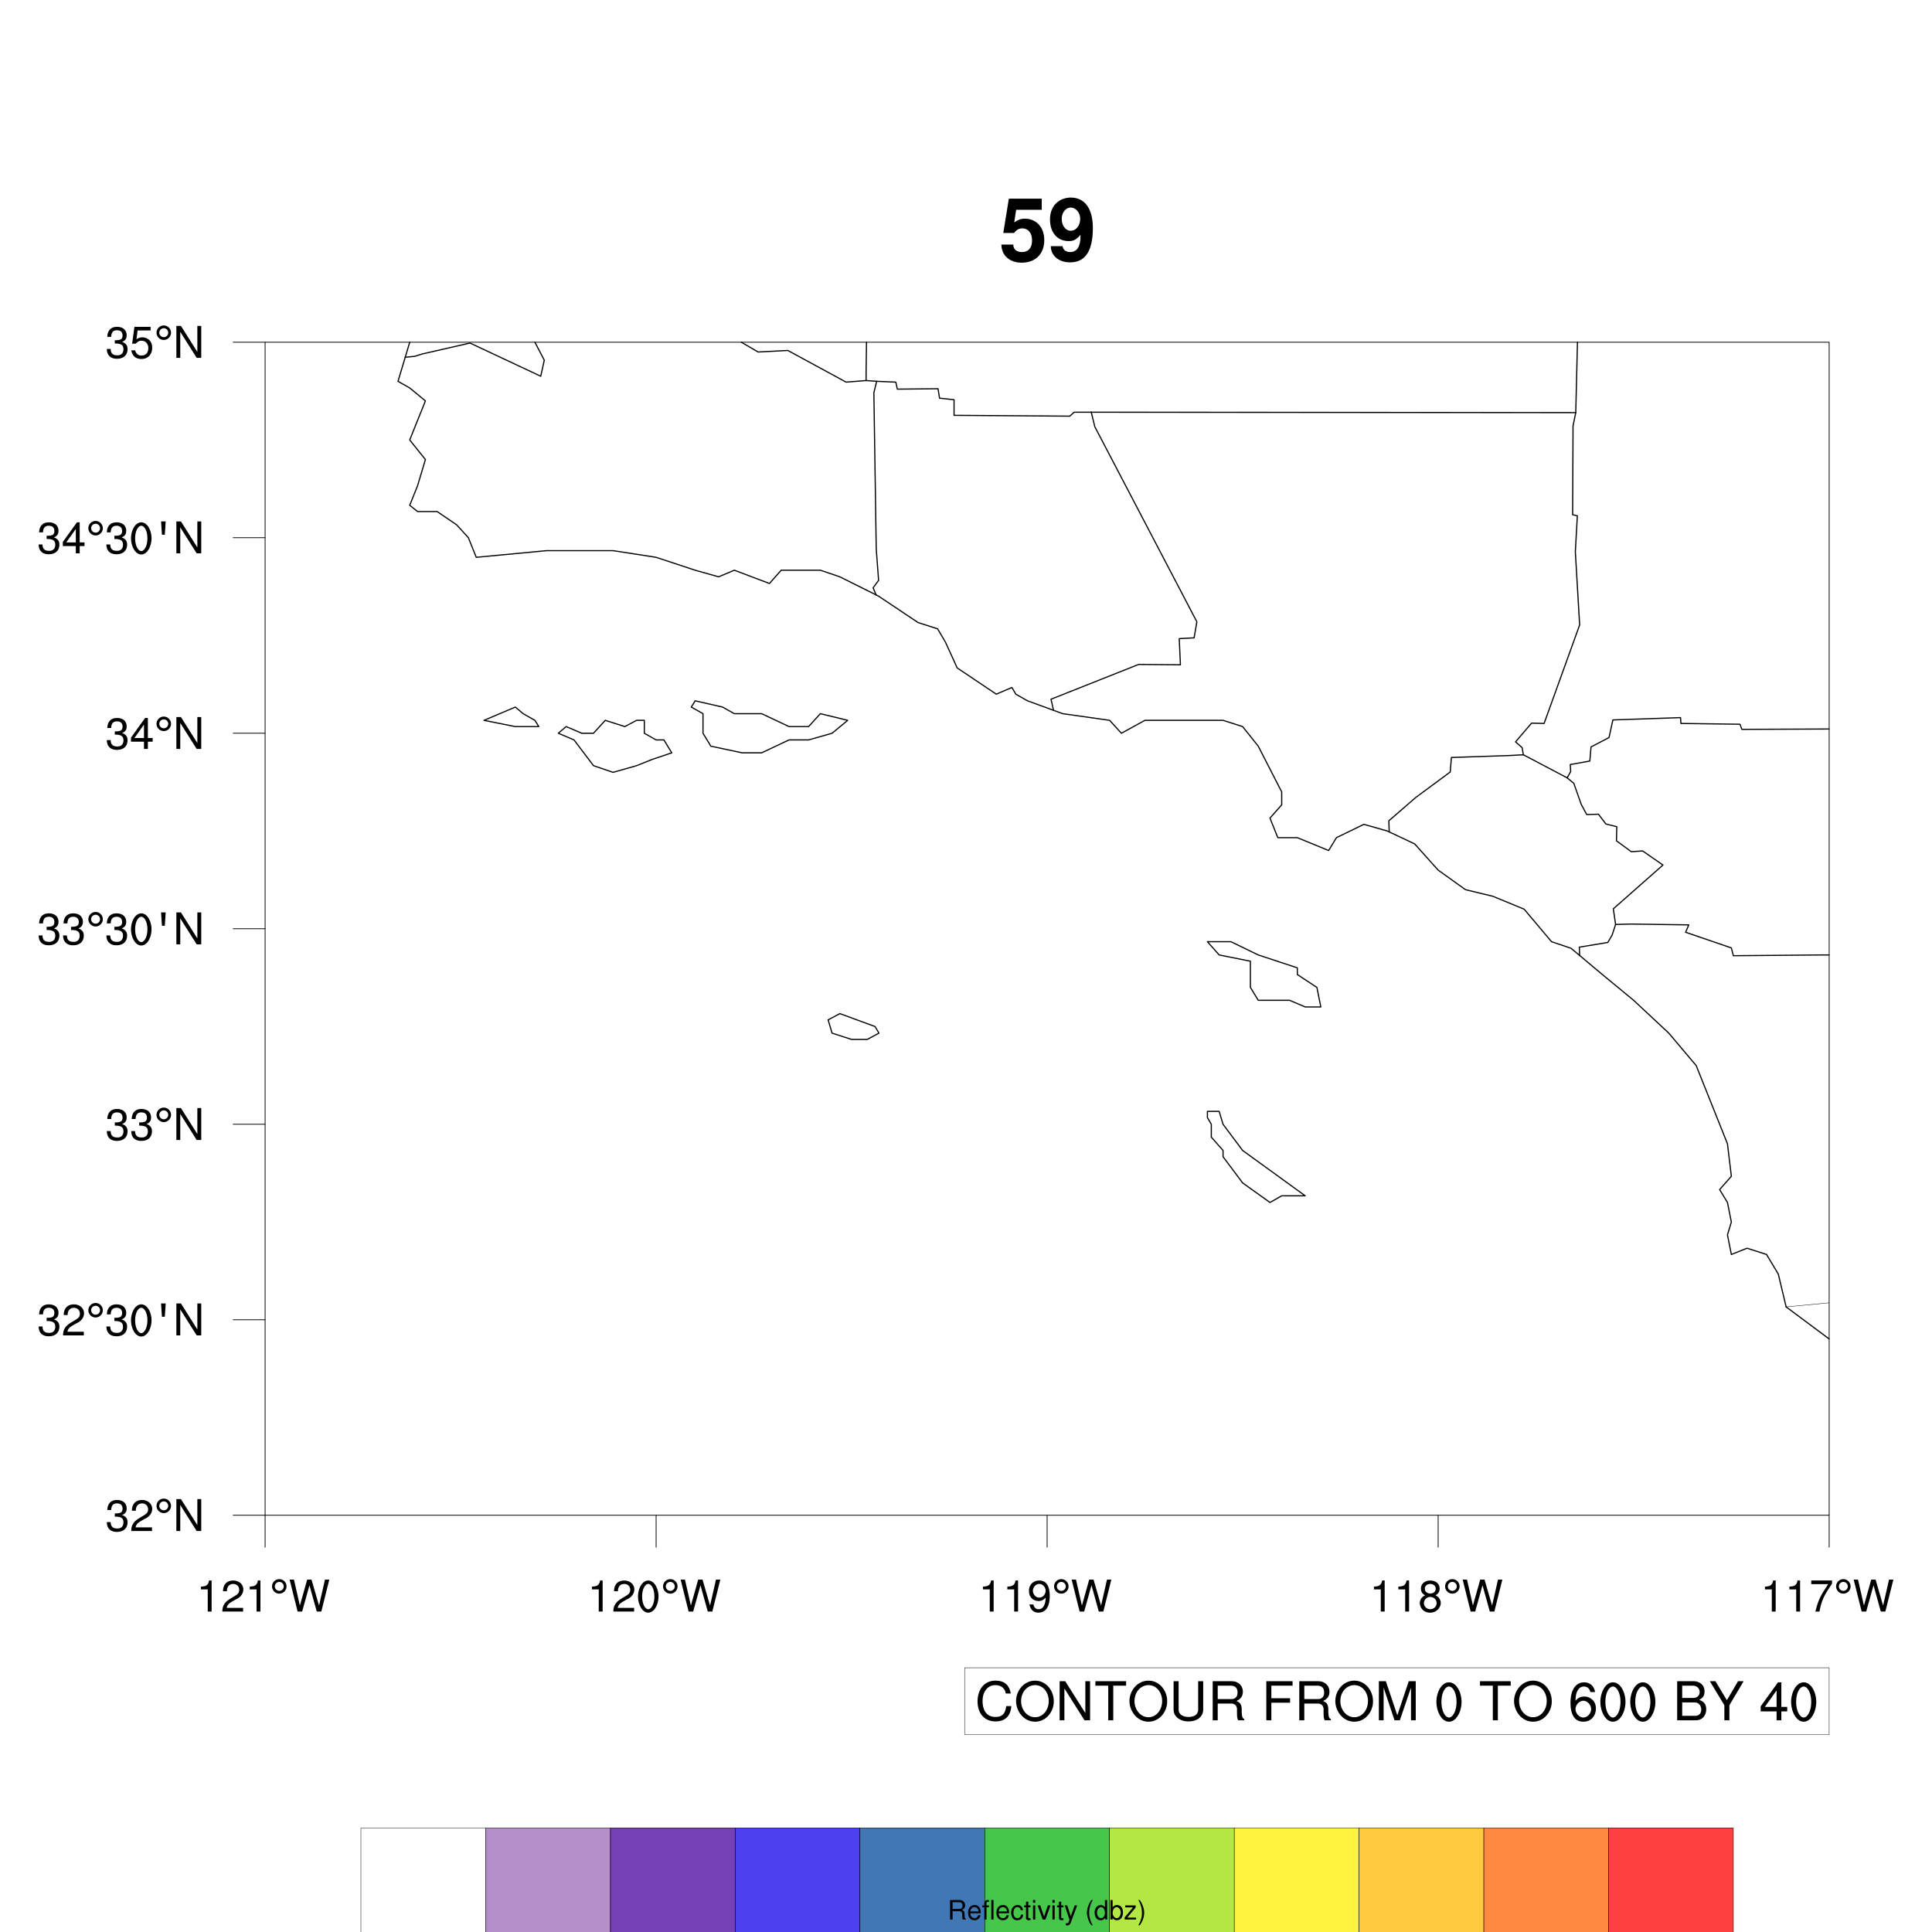 59
35°N
34°30'N
34°N
33°30'N
33°N
32°30'N
32°N
121°W 120°W 119°W 118°W 117°W
CONTOUR FROM 0 TO 600 BY 40
Reflectivity (dbz)